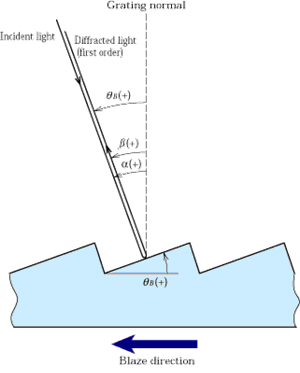 Grating normal
Incident light
Diffracted light
(first order)
θB(+)
β(+)
α(+)
θB(+)
Blaze direction